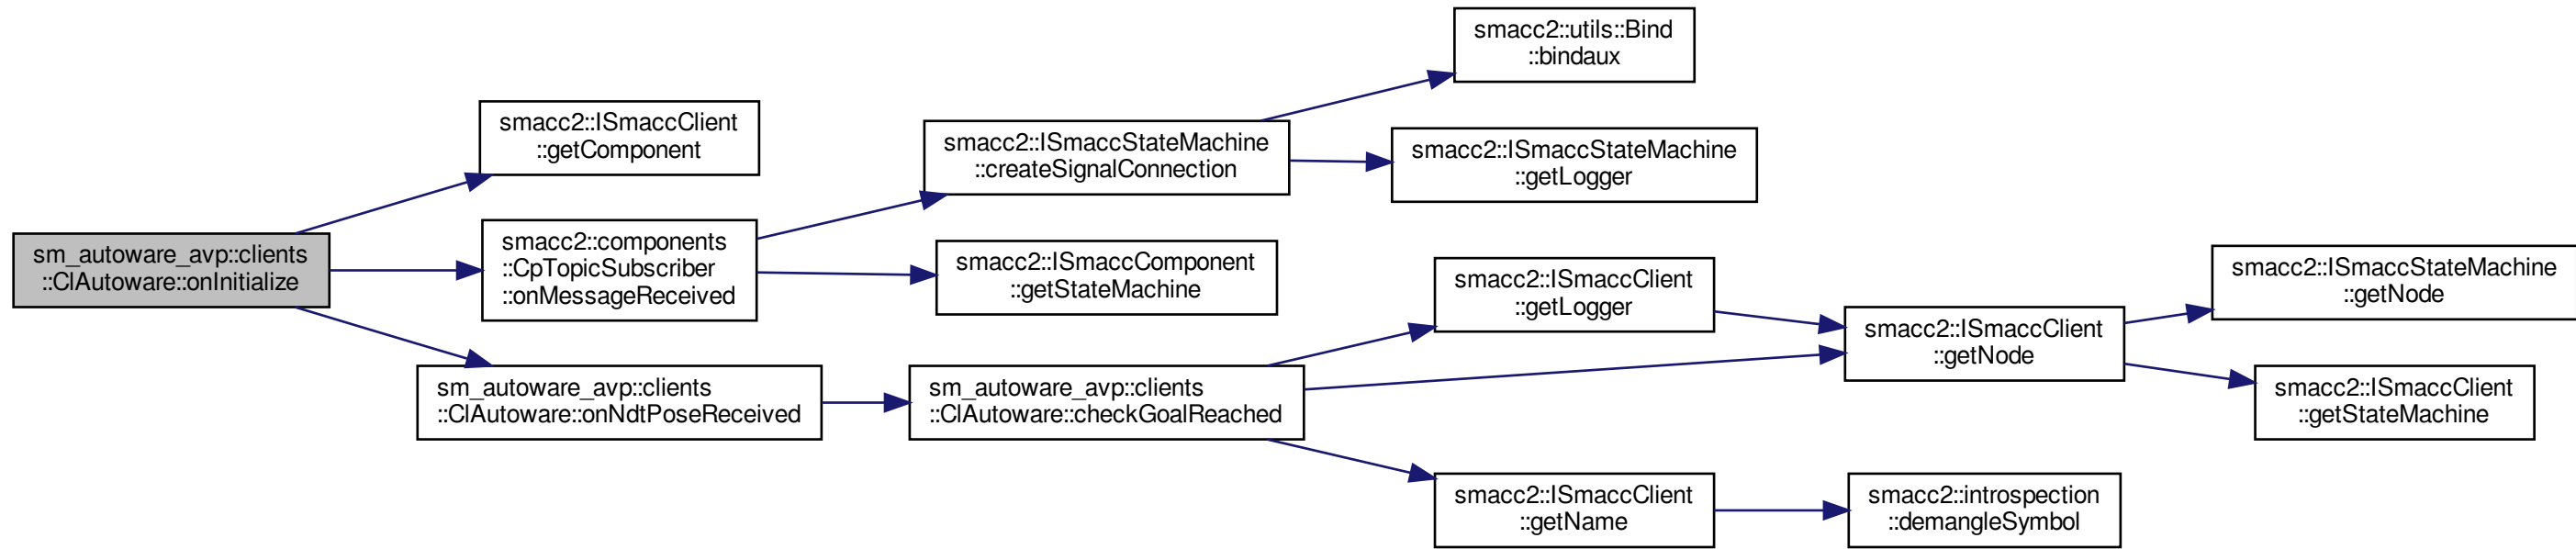 sm_autoware_avp::clients
::ClAutoware::onInitialize
smacc2::ISmaccClient
::getComponent
smacc2::components
::CpTopicSubscriber
::onMessageReceived
sm_autoware_avp::clients
::ClAutoware::onNdtPoseReceived
smacc2::ISmaccStateMachine
::createSignalConnection
smacc2::ISmaccComponent
::getStateMachine
sm_autoware_avp::clients
::ClAutoware::checkGoalReached
smacc2::utils::Bind
::bindaux
smacc2::ISmaccStateMachine
::getLogger
smacc2::ISmaccClient
::getLogger
smacc2::ISmaccClient
::getName
smacc2::ISmaccClient
::getNode
smacc2::introspection
::demangleSymbol
smacc2::ISmaccStateMachine
::getNode
smacc2::ISmaccClient
::getStateMachine